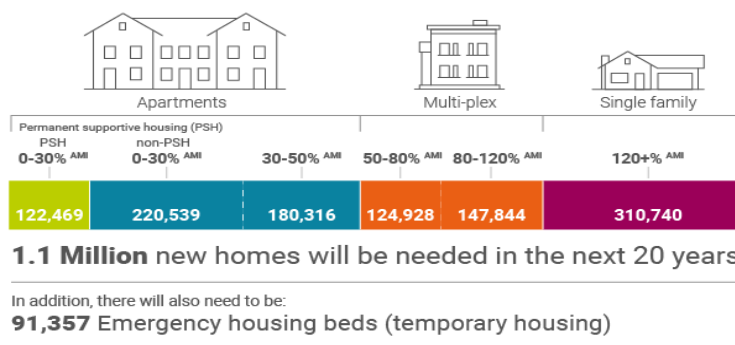 Apartments Multi-plex Single family
Permanent supportive housing (PSH)
PSH non-PSH
0-30% AMI 0-30% AMI 30-50% AMI 50-80% AMI 80-120% AMI 120+% AMI
122,469 220,539 180,316 124,928 147,844 310,740
1.1 Million new homes will be needed in the next 20 years
In addition, there will also need to be:
91,357 Emergency housing beds (temporary housing)